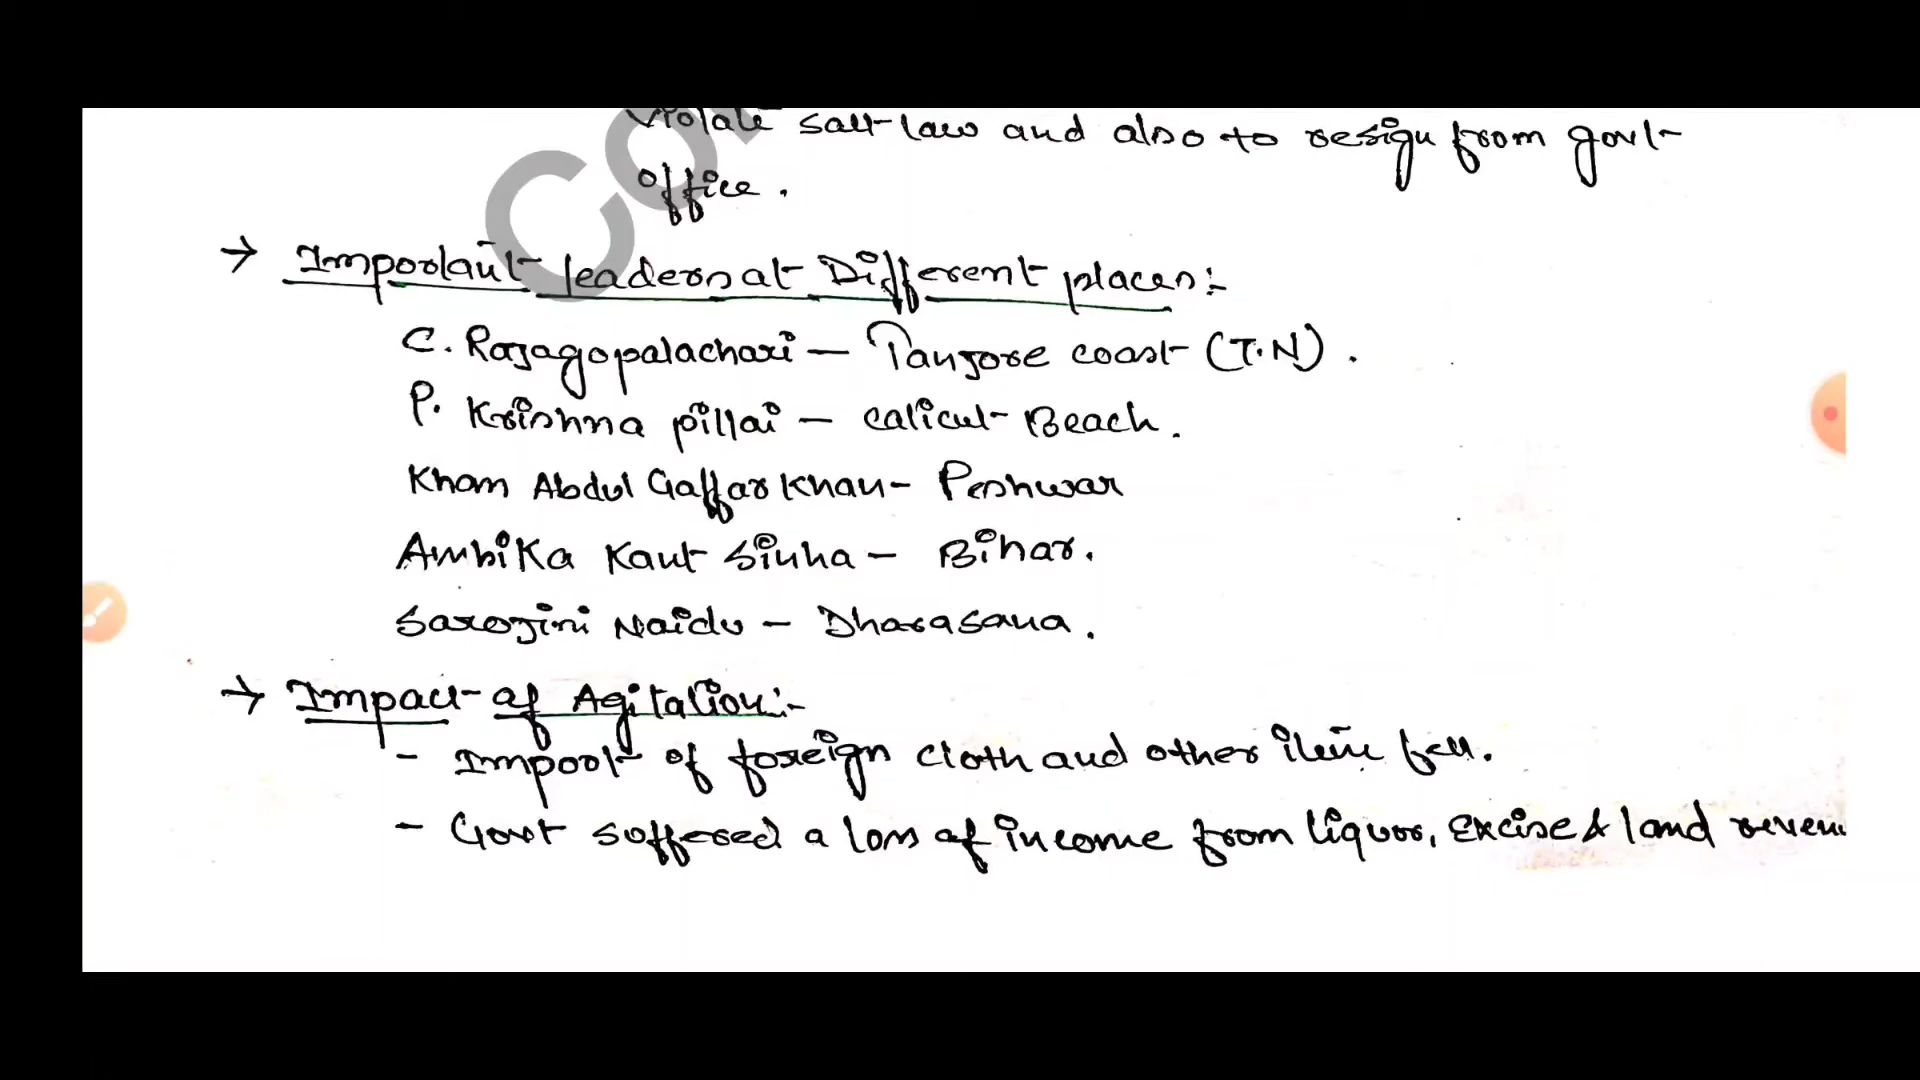 Violate salt-law and also to resign from govt
office.
→ Important leaders at Different places:-
C. Rajagopalachari – Tanjore coast (T.N).
P. Krishna pillai – calicut Beach.
Khan Abdul Gaffar Khan – Peshwar
Ambika Kant Sinha – Bihar.
Sarojini Naidu – Dharasana.
→ Impact of Agitation:-
- Import of foreign cloth and other item fell.
- Govt suffered a loss of income from liquor, Excise & land revenu